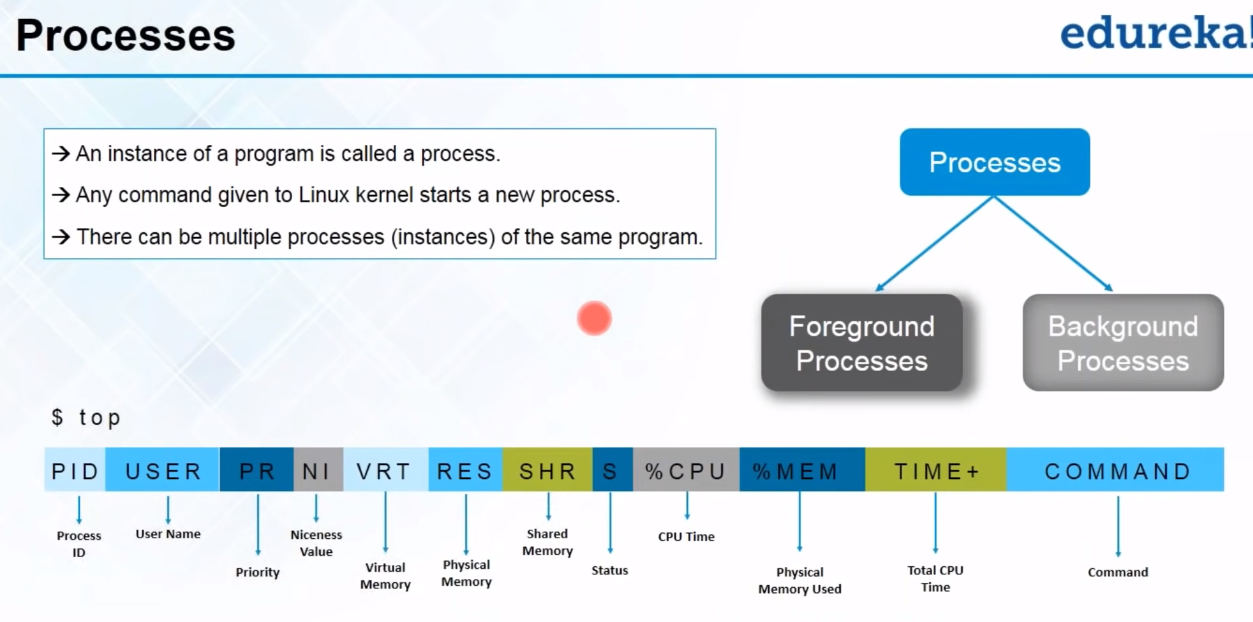 Processes
edureka!
→ An instance of a program is called a process.
→ Any command given to Linux kernel starts a new process.
→ There can be multiple processes (instances) of the same program.
Processes
Foreground
Processes
Background
Processes
$ top
PID USER PR NI VRT RES SHR S %CPU %MEM TIME+ COMMAND
Process
ID
User Name
Priority
Niceness
Value
Virtual
Memory
Physical
Memory
Shared
Memory
Status
CPU Time
Physical
Memory Used
Total CPU
Time
Command